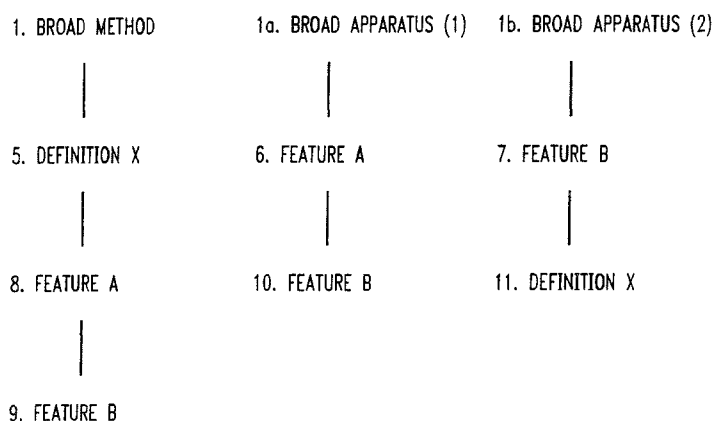 1. BROAD METHOD 1a. BROAD APPARATUS (1) 1b. BROAD APPARATUS (2)
5. DEFINITION X 6. FEATURE A 7. FEATURE B
8. FEATURE A 10. FEATURE B 11. DEFINITION X
9. FEATURE B